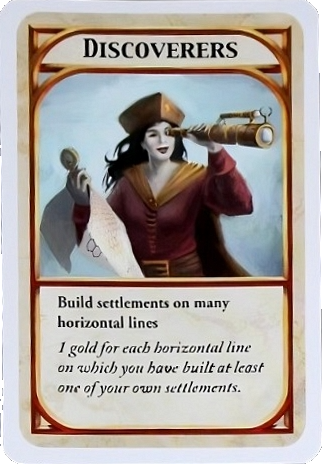 DISCOVERERS
Build settlements on many
horizontal lines
1 gold for each horizontal line
on which you have built at least
one of your own settlements.